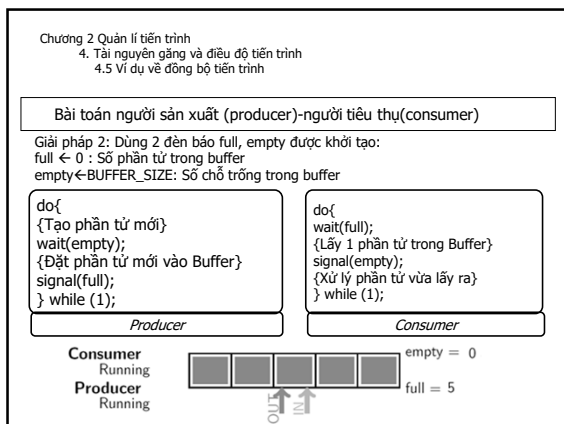 Chương 2 Quản lí tiến trình
4. Tài nguyên găng và điều độ tiến trình
4.5 Ví dụ về đồng bộ tiến trình
Bài toán người sản xuất (producer)-người tiêu thụ(consumer)
Giải pháp 2: Dùng 2 đèn báo full, empty được khởi tạo:
full ← 0 : Số phần tử trong buffer
empty←BUFFER_SIZE: Số chỗ trống trong buffer
do{
{Tạo phần tử mới}
wait(empty);
{Đặt phần tử mới vào Buffer}
signal(full);
} while (1);
Producer
do{
wait(full);
{Lấy 1 phần tử trong Buffer}
signal(empty);
{Xử lý phần tử vừa lấy ra}
} while (1);
Consumer
Consumer
Running
Producer
Running
empty = 0
full = 5
OUT
IN